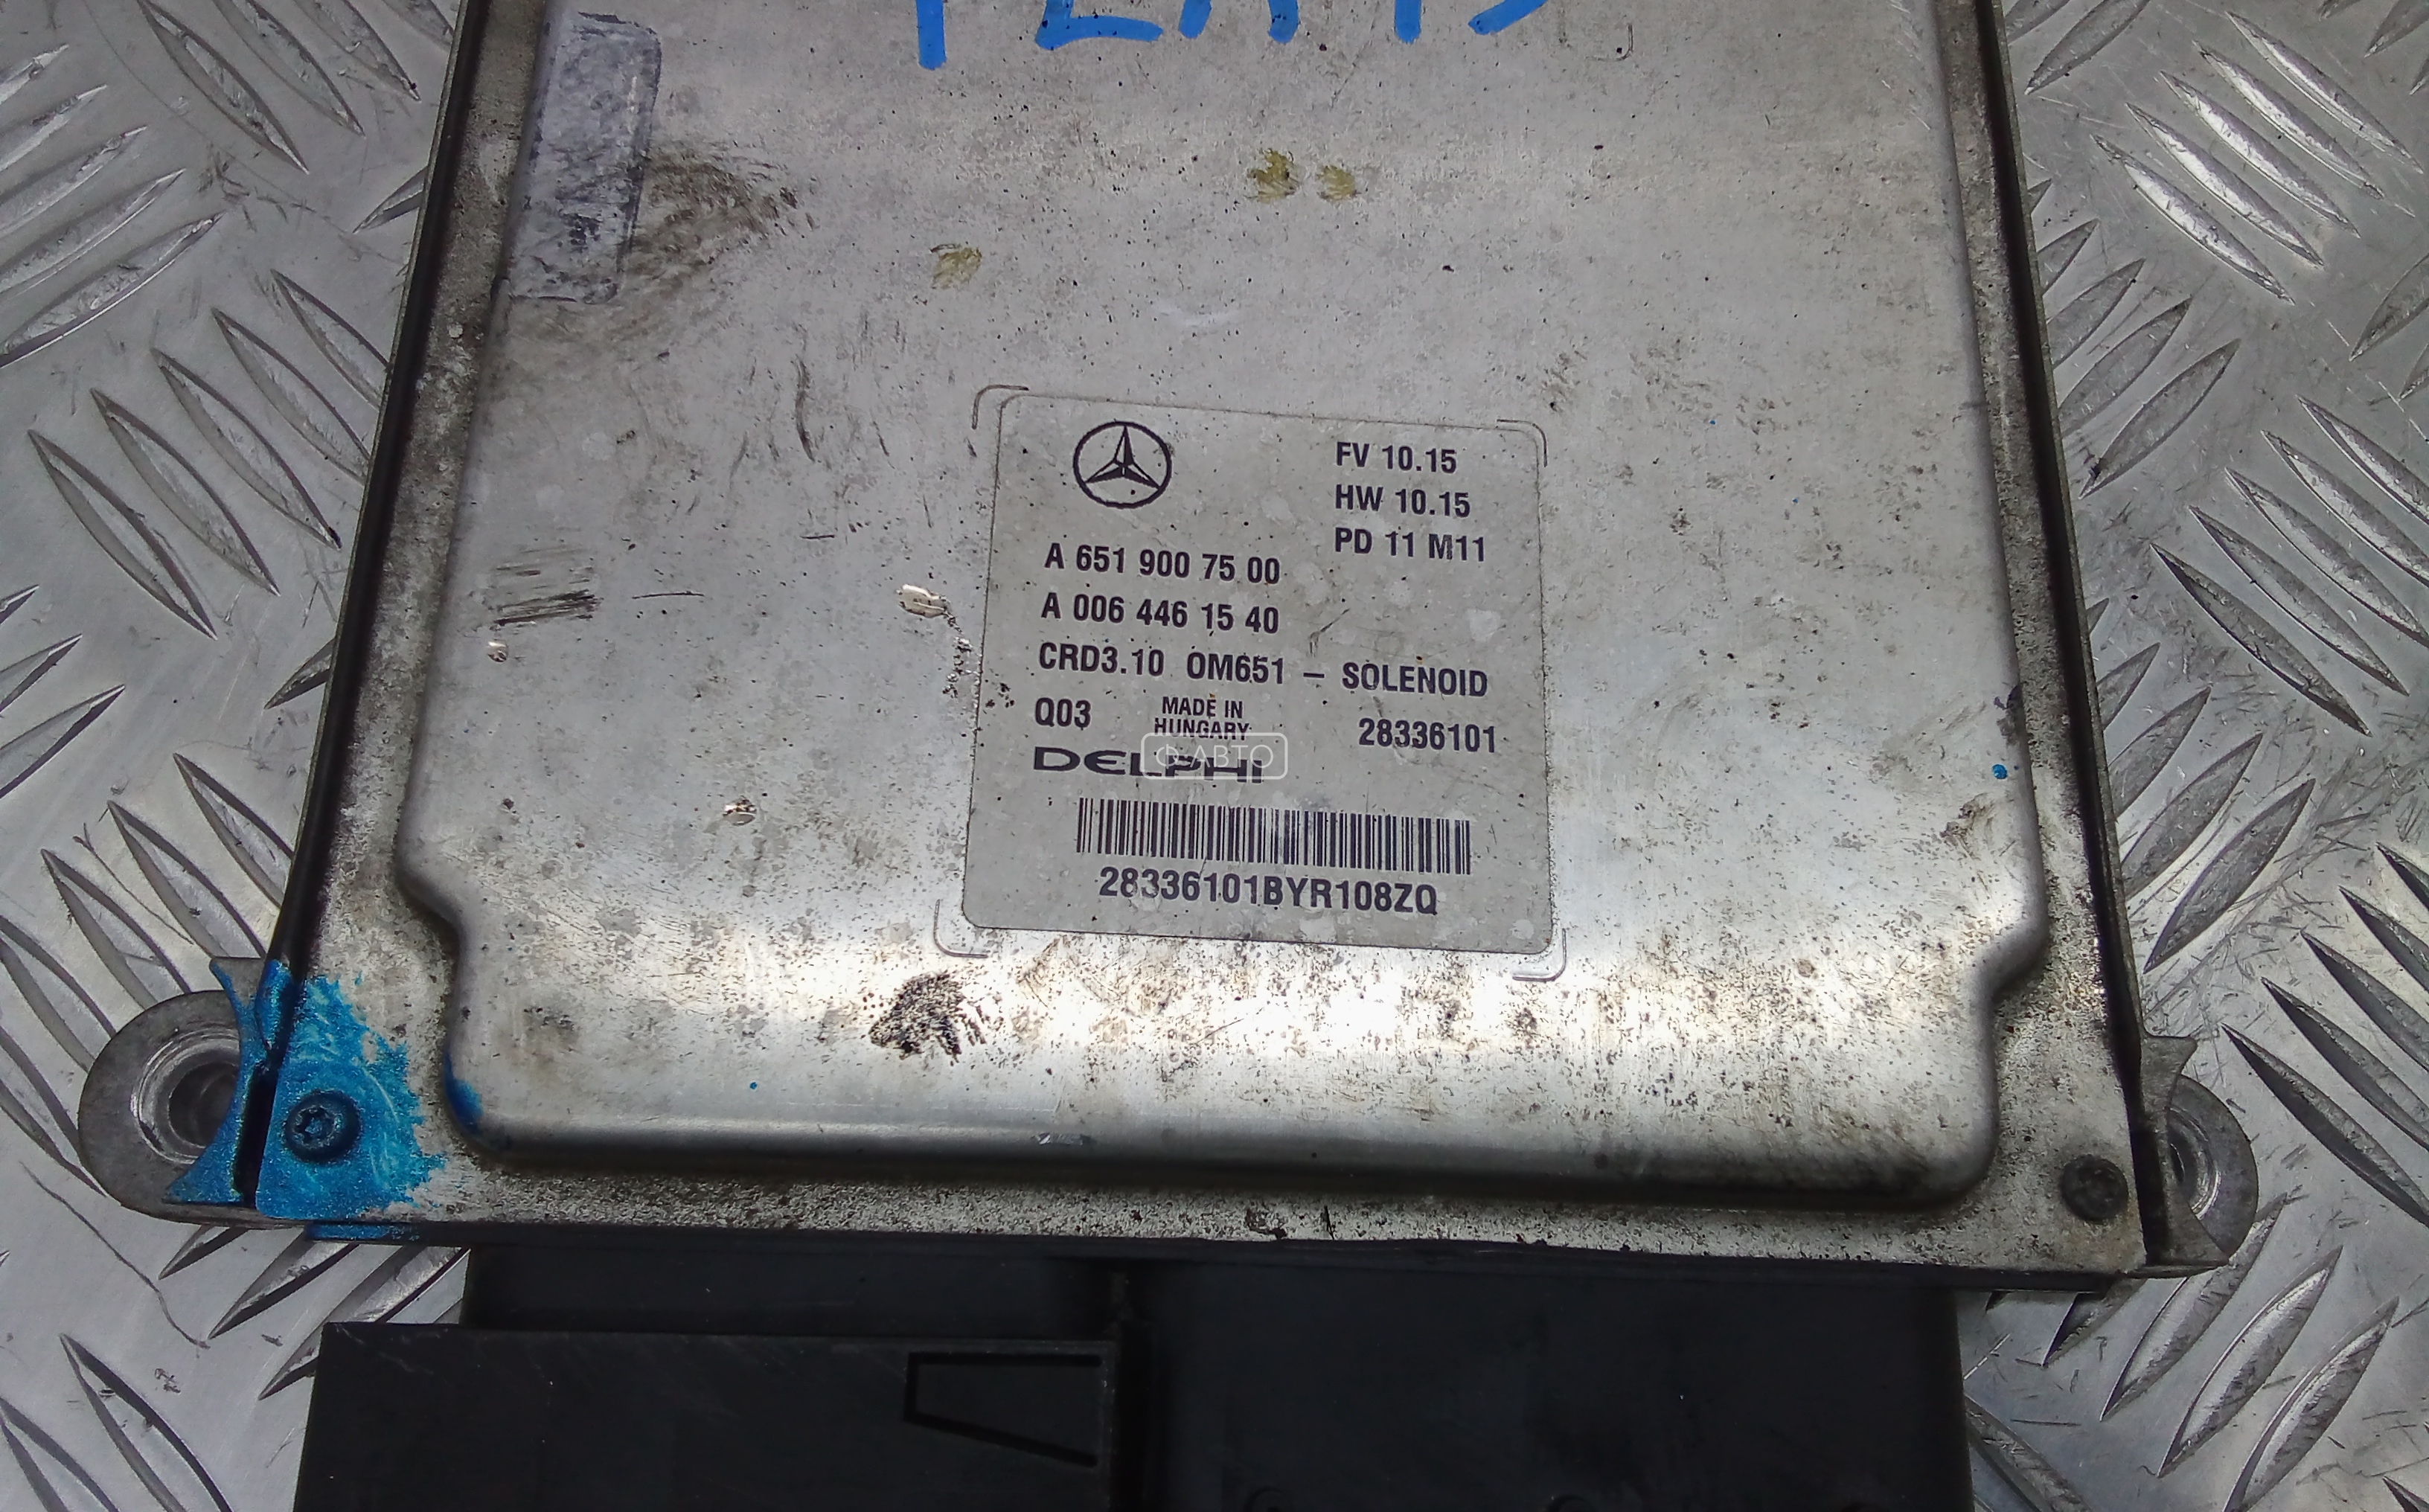 FV 10.15
HW 10.15
PD 11 M11
A 651 900 75 00
A 006 446 15 40
CRD3.10 OM651 – SOLENOID
Q03 MADE IN HUNGARY 28336101
DELPHI
Ф АВТО
28336101BYR108ZQ